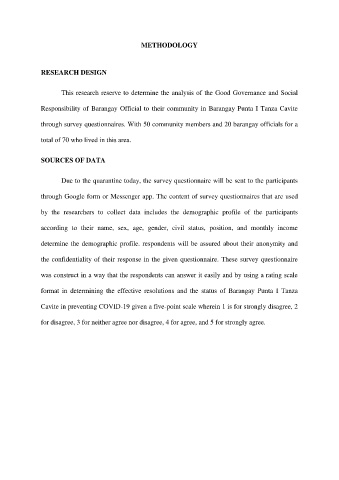 METHODOLOGY
RESEARCH DESIGN
This research reserve to determine the analysis of the Good Governance and Social
Responsibility of Barangay Official to their community in Barangay Punta I Tanza Cavite
through survey questionnaires. With 50 community members and 20 barangay officials for a
total of 70 who lived in this area.
SOURCES OF DATA
Due to the quarantine today, the survey questionnaire will be sent to the participants
through Google form or Messenger app. The content of survey questionnaires that are used
by the researchers to collect data includes the demographic profile of the participants
according to their name, sex, age, gender, civil status, position, and monthly income
determine the demographic profile. respondents will be assured about their anonymity and
the confidentiality of their response in the given questionnaire. These survey questionnaire
was construct in a way that the respondents can answer it easily and by using a rating scale
format in determining the effective resolutions and the status of Barangay Punta I Tanza
Cavite in preventing COVID-19 given a five-point scale wherein 1 is for strongly disagree, 2
for disagree, 3 for neither agree nor disagree, 4 for agree, and 5 for strongly agree.